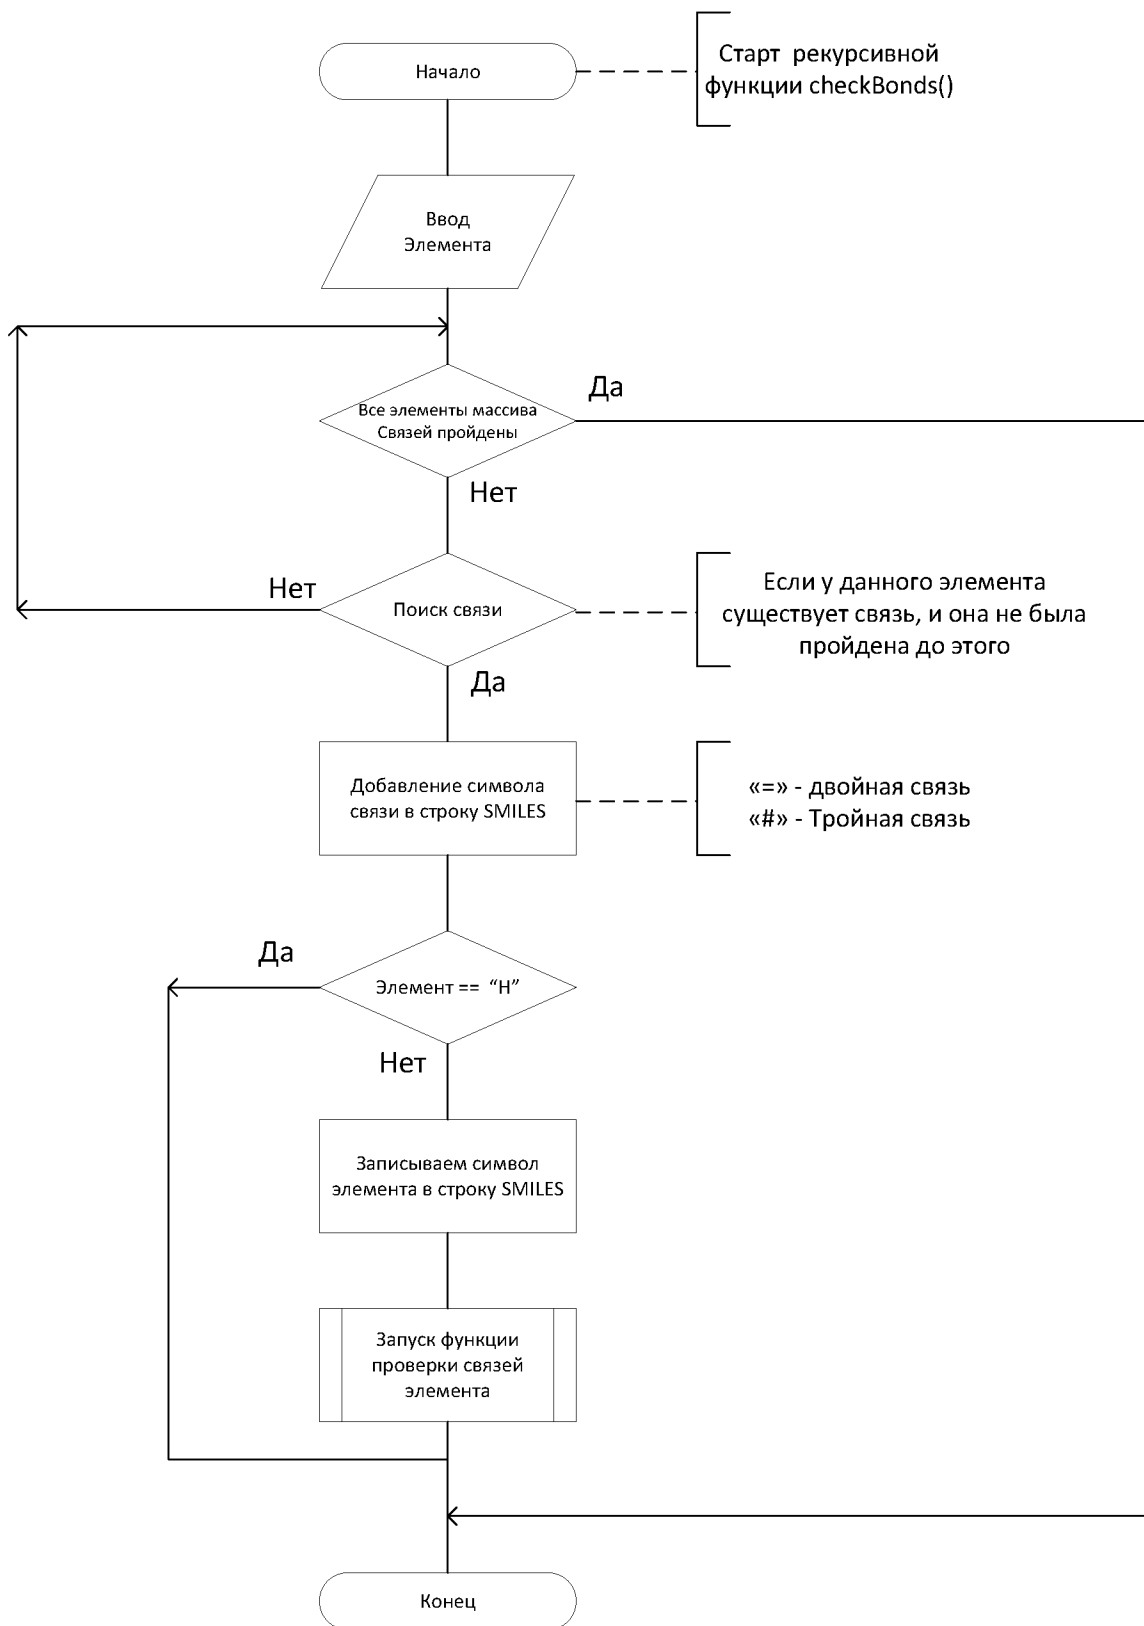 Начало
Старт рекурсивной
функции checkBonds()
Ввод
Элемента
Все элементы массива
Связей пройдены
Да
Нет
Поиск связи
Нет
Если у данного элемента
существует связь, и она не была
пройдена до этого
Да
Добавление символа
связи в строку SMILES
«=» - двойная связь
«#» - Тройная связь
Элемент == “H”
Да
Нет
Записываем символ
элемента в строку SMILES
Запуск функции
проверки связей
элемента
Конец